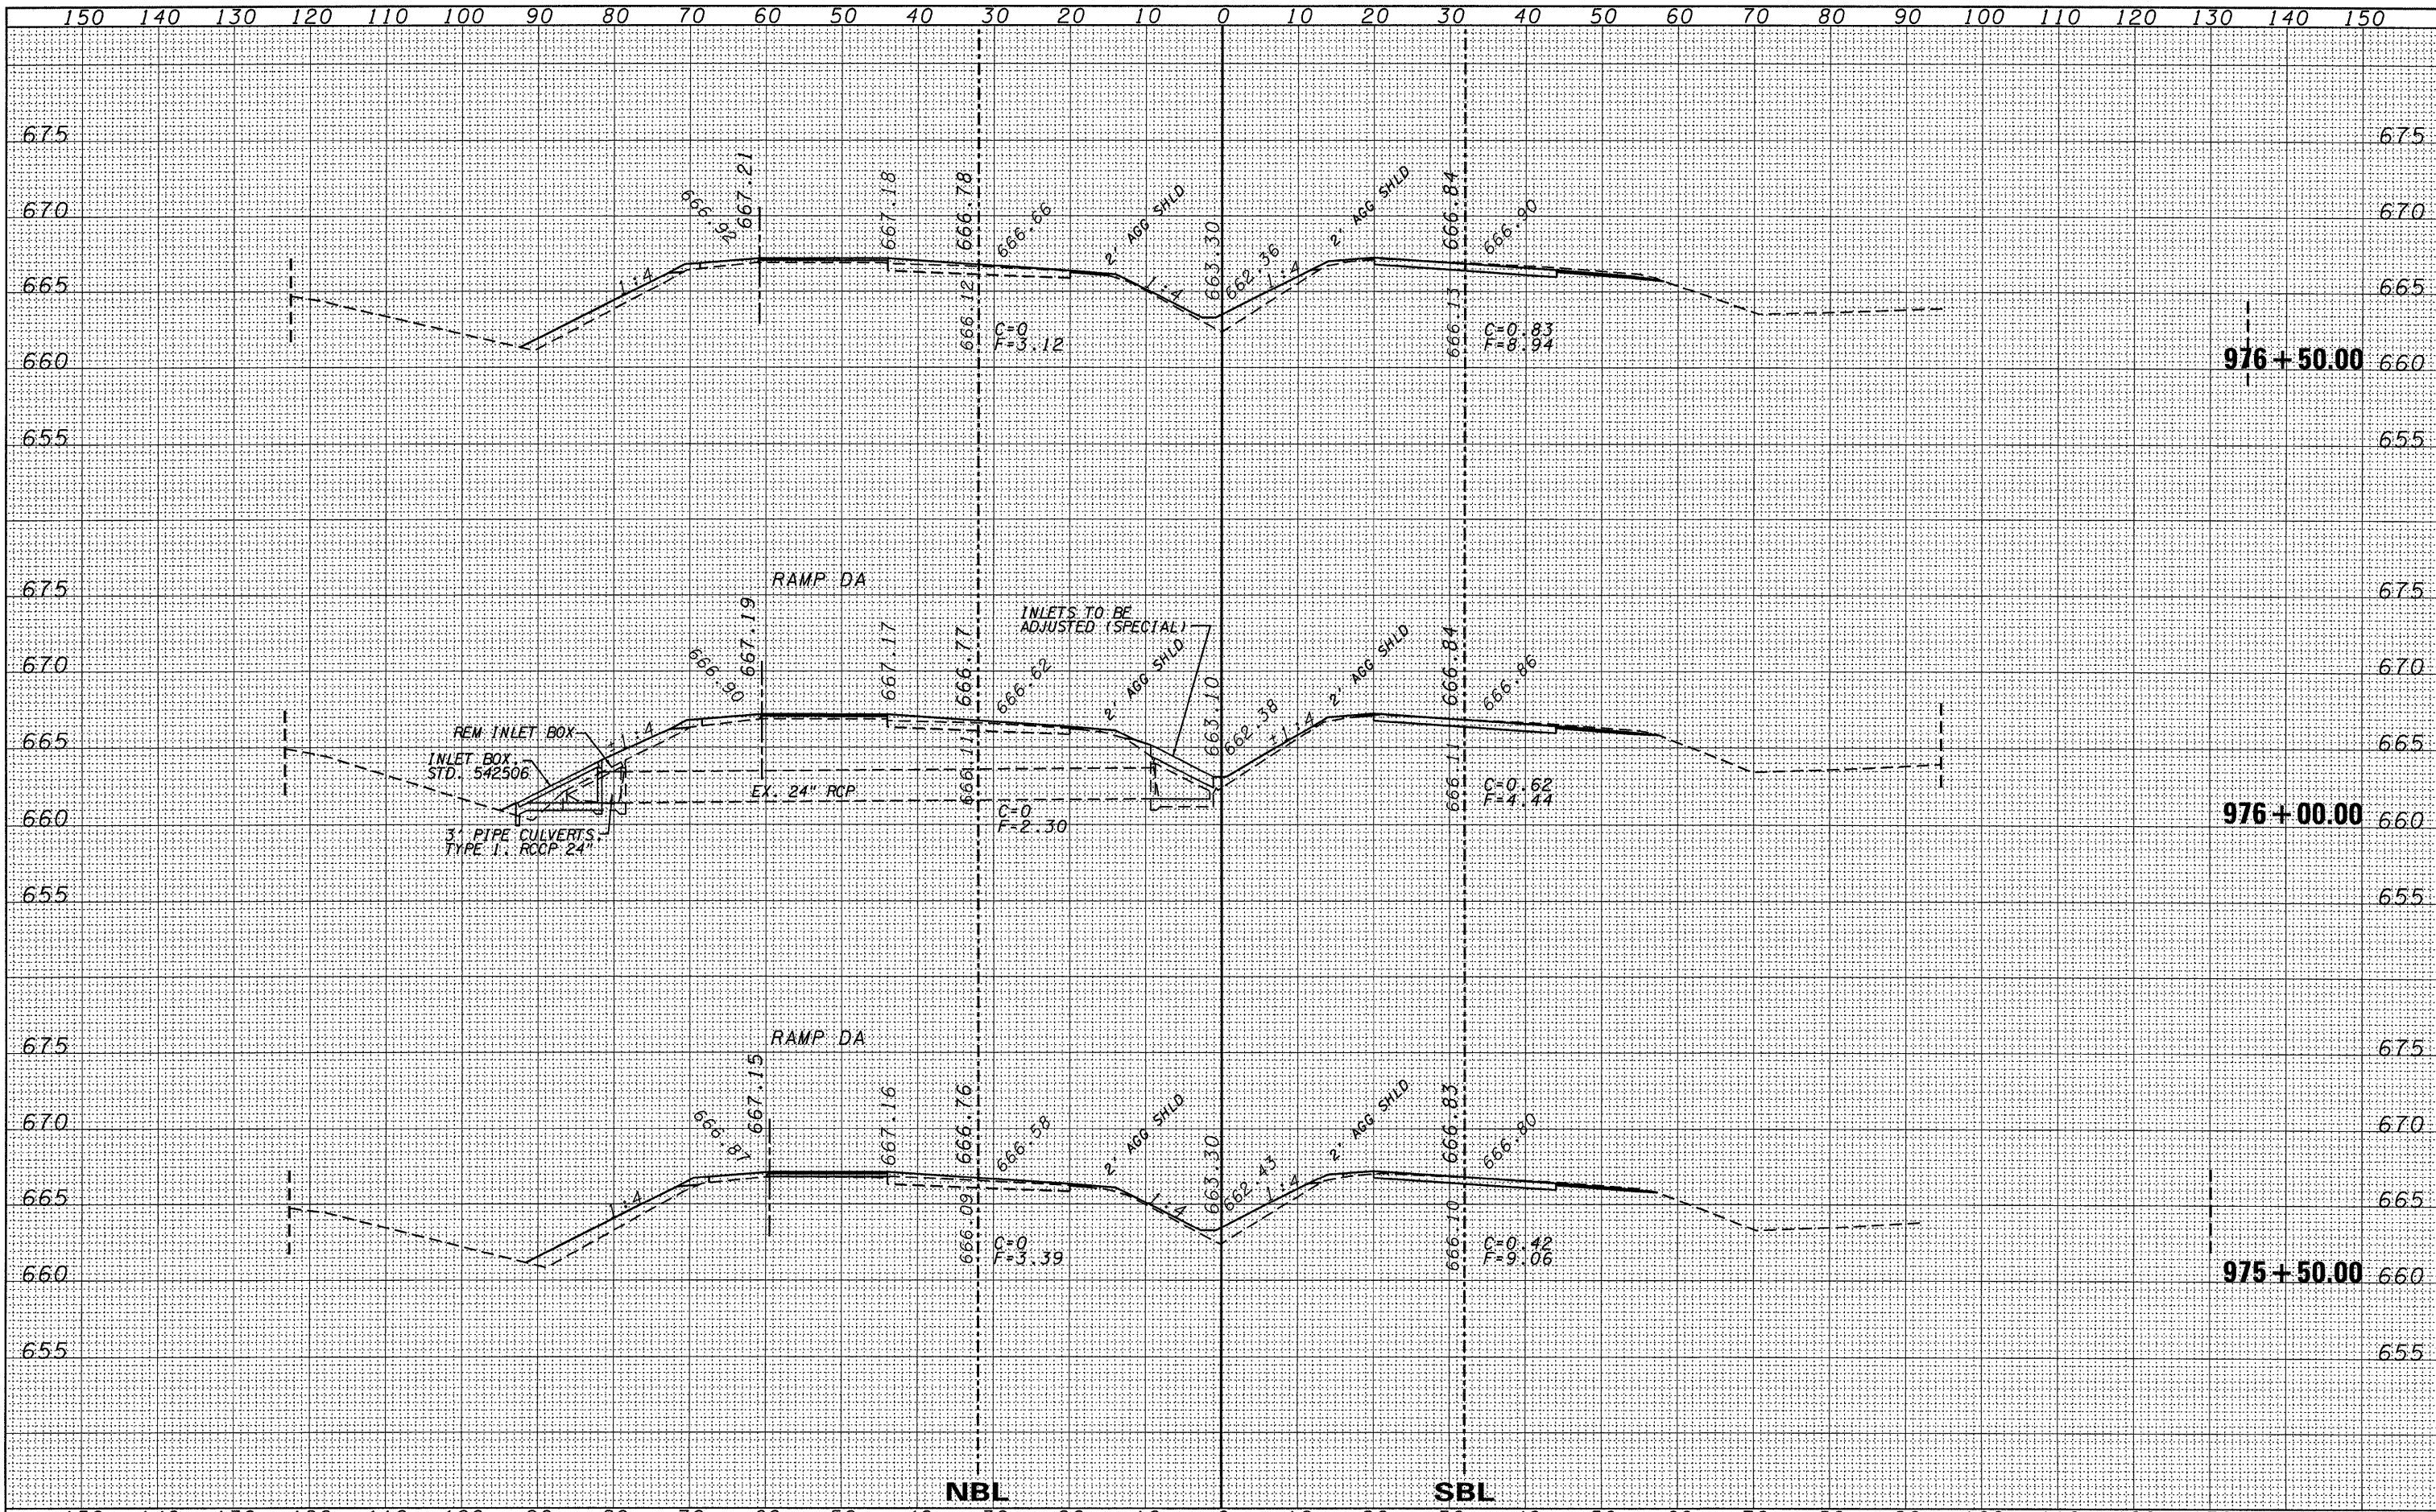 150 140 130 120 110 100 90 80 70 60 50 40 30 20 10 0 10 20 30 40 50 60 70 80 90 100 110 120 130 140 150
675 675
670 670
665 665
660 660
655 655
666.92
667.21
667.18
666.78
666.66
2' AGG SHLD
663.30
662.36
2' AGG SHLD
666.84
666.90
1:4
1:4
1:4
666.12
C=0
F=3.12
666.13
C=0.83
F=8.94
976+50.00
675 675
670 670
665 665
660 660
655 655
RAMP DA
INLETS TO BE
ADJUSTED (SPECIAL)
666.90
667.19
667.17
666.77
666.62
2' AGG SHLD
663.10
662.38
2' AGG SHLD
666.84
666.86
±1:4
±1:4
REM INLET BOX
INLET BOX,
STD. 542506
EX. 24" RCP
3' PIPE CULVERTS,
TYPE 1, RCCP 24"
666.11
C=0
F=2.30
666.11
C=0.62
F=4.44
976+00.00
675 675
670 670
665 665
660 660
655 655
RAMP DA
666.87
667.15
667.16
666.76
666.58
2' AGG SHLD
663.30
662.43
2' AGG SHLD
666.83
666.80
1:4
1:4
1:4
666.09
C=0
F=3.39
666.10
C=0.42
F=9.06
975+50.00
NBL SBL